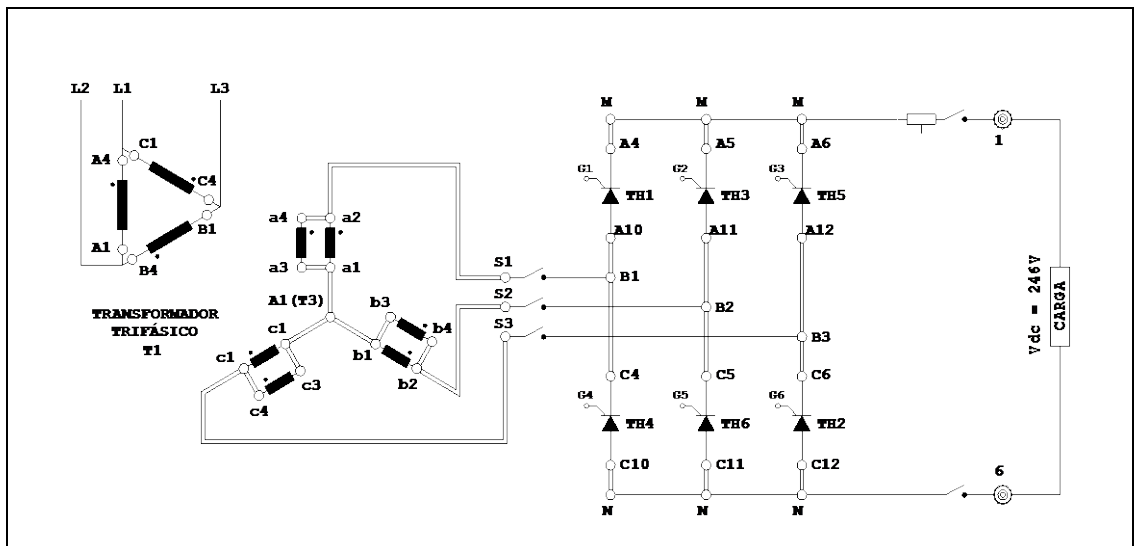 L2 L1 L3
C1
A4
C4
B1
A1
B4
TRANSFORMADOR
TRIFÁSICO
T1
a4 a2
a3 a1
A1(T3)
b3
b4
b1
b2
c1
c1
c3
c4
S1
S2
S3
M M M
A4 A5 A6
G1 G2 G3
TH1 TH3 TH5
A10 A11 A12
B1
B2
B3
C4 C5 C6
G4 G5 G6
TH4 TH6 TH2
C10 C11 C12
N N N
1
6
Vdc = 246V
CARGA